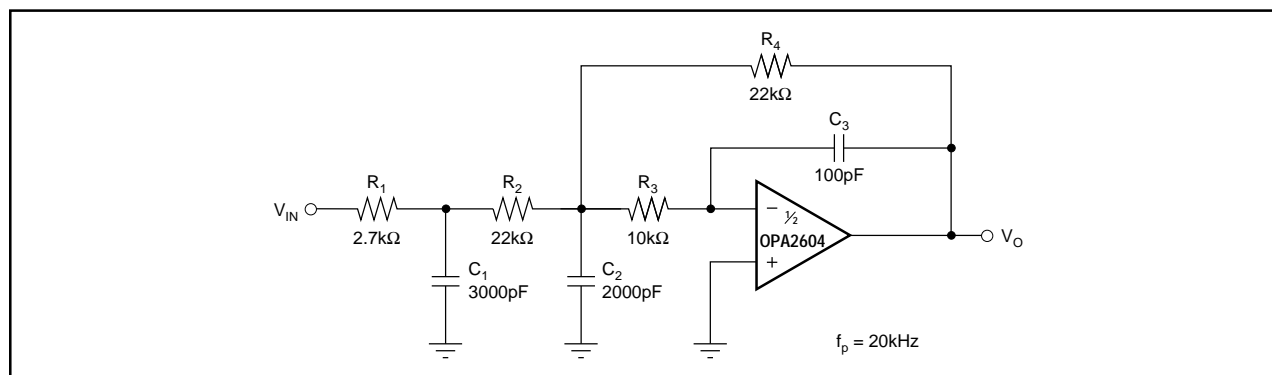 R4
22kΩ
C3
100pF
R1
R2
R3
VIN
2.7kΩ
22kΩ
10kΩ
–
½
OPA2604
+
VO
C1
3000pF
C2
2000pF
fp = 20kHz